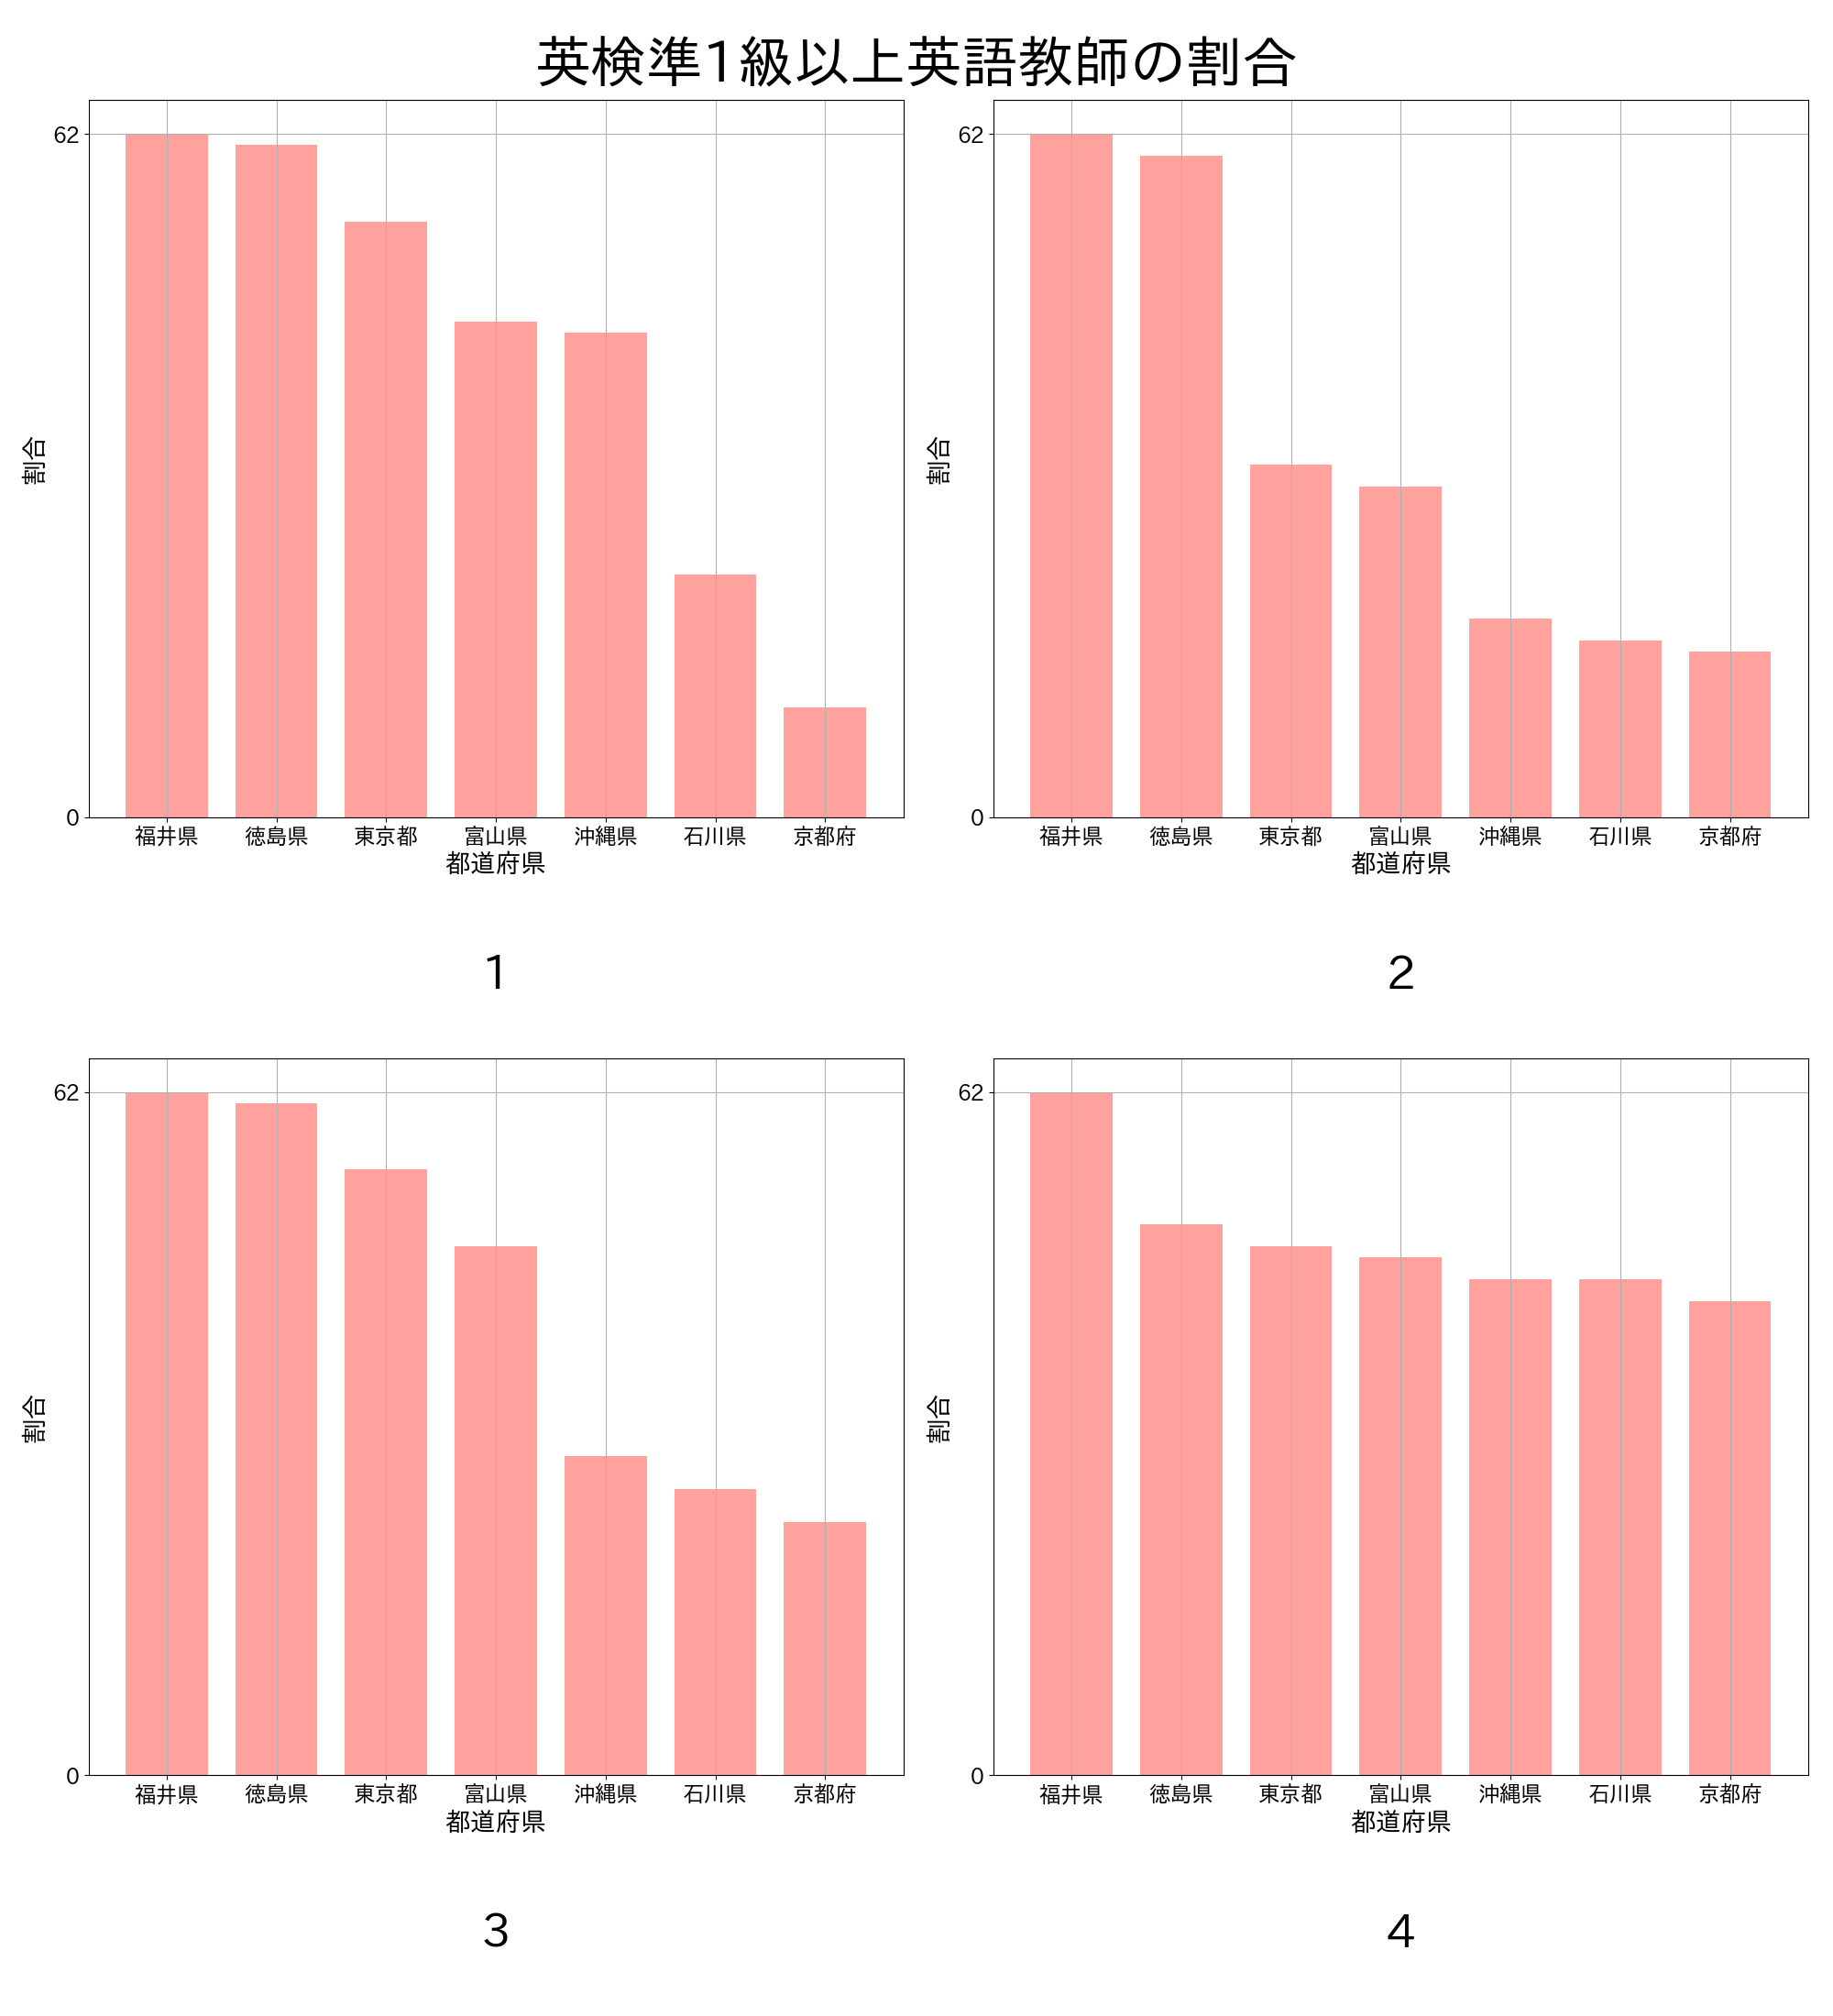 英検準1級以上英語教師の割合
62
0
割合
福井県 徳島県 東京都 富山県 沖縄県 石川県 京都府
都道府県
1
62
0
割合
福井県 徳島県 東京都 富山県 沖縄県 石川県 京都府
都道府県
2
62
0
割合
福井県 徳島県 東京都 富山県 沖縄県 石川県 京都府
都道府県
3
62
0
割合
福井県 徳島県 東京都 富山県 沖縄県 石川県 京都府
都道府県
4